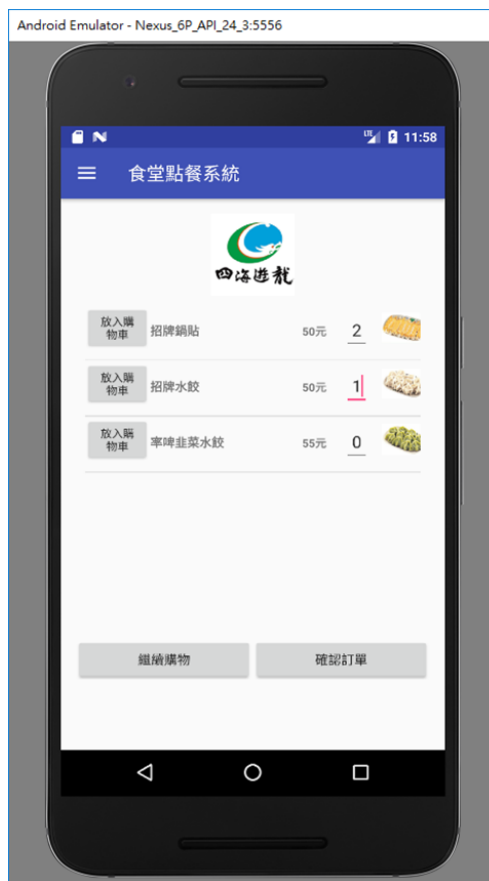 Android Emulator - Nexus_6P_API_24_3:5556
LTE 11:58
食堂點餐系統
四海遊龍
放入購
物車
招牌鍋貼 50元 2
放入購
物車
招牌水餃 50元 1
放入購
物車
率啤韭菜水餃 55元 0
繼續購物 確認訂單